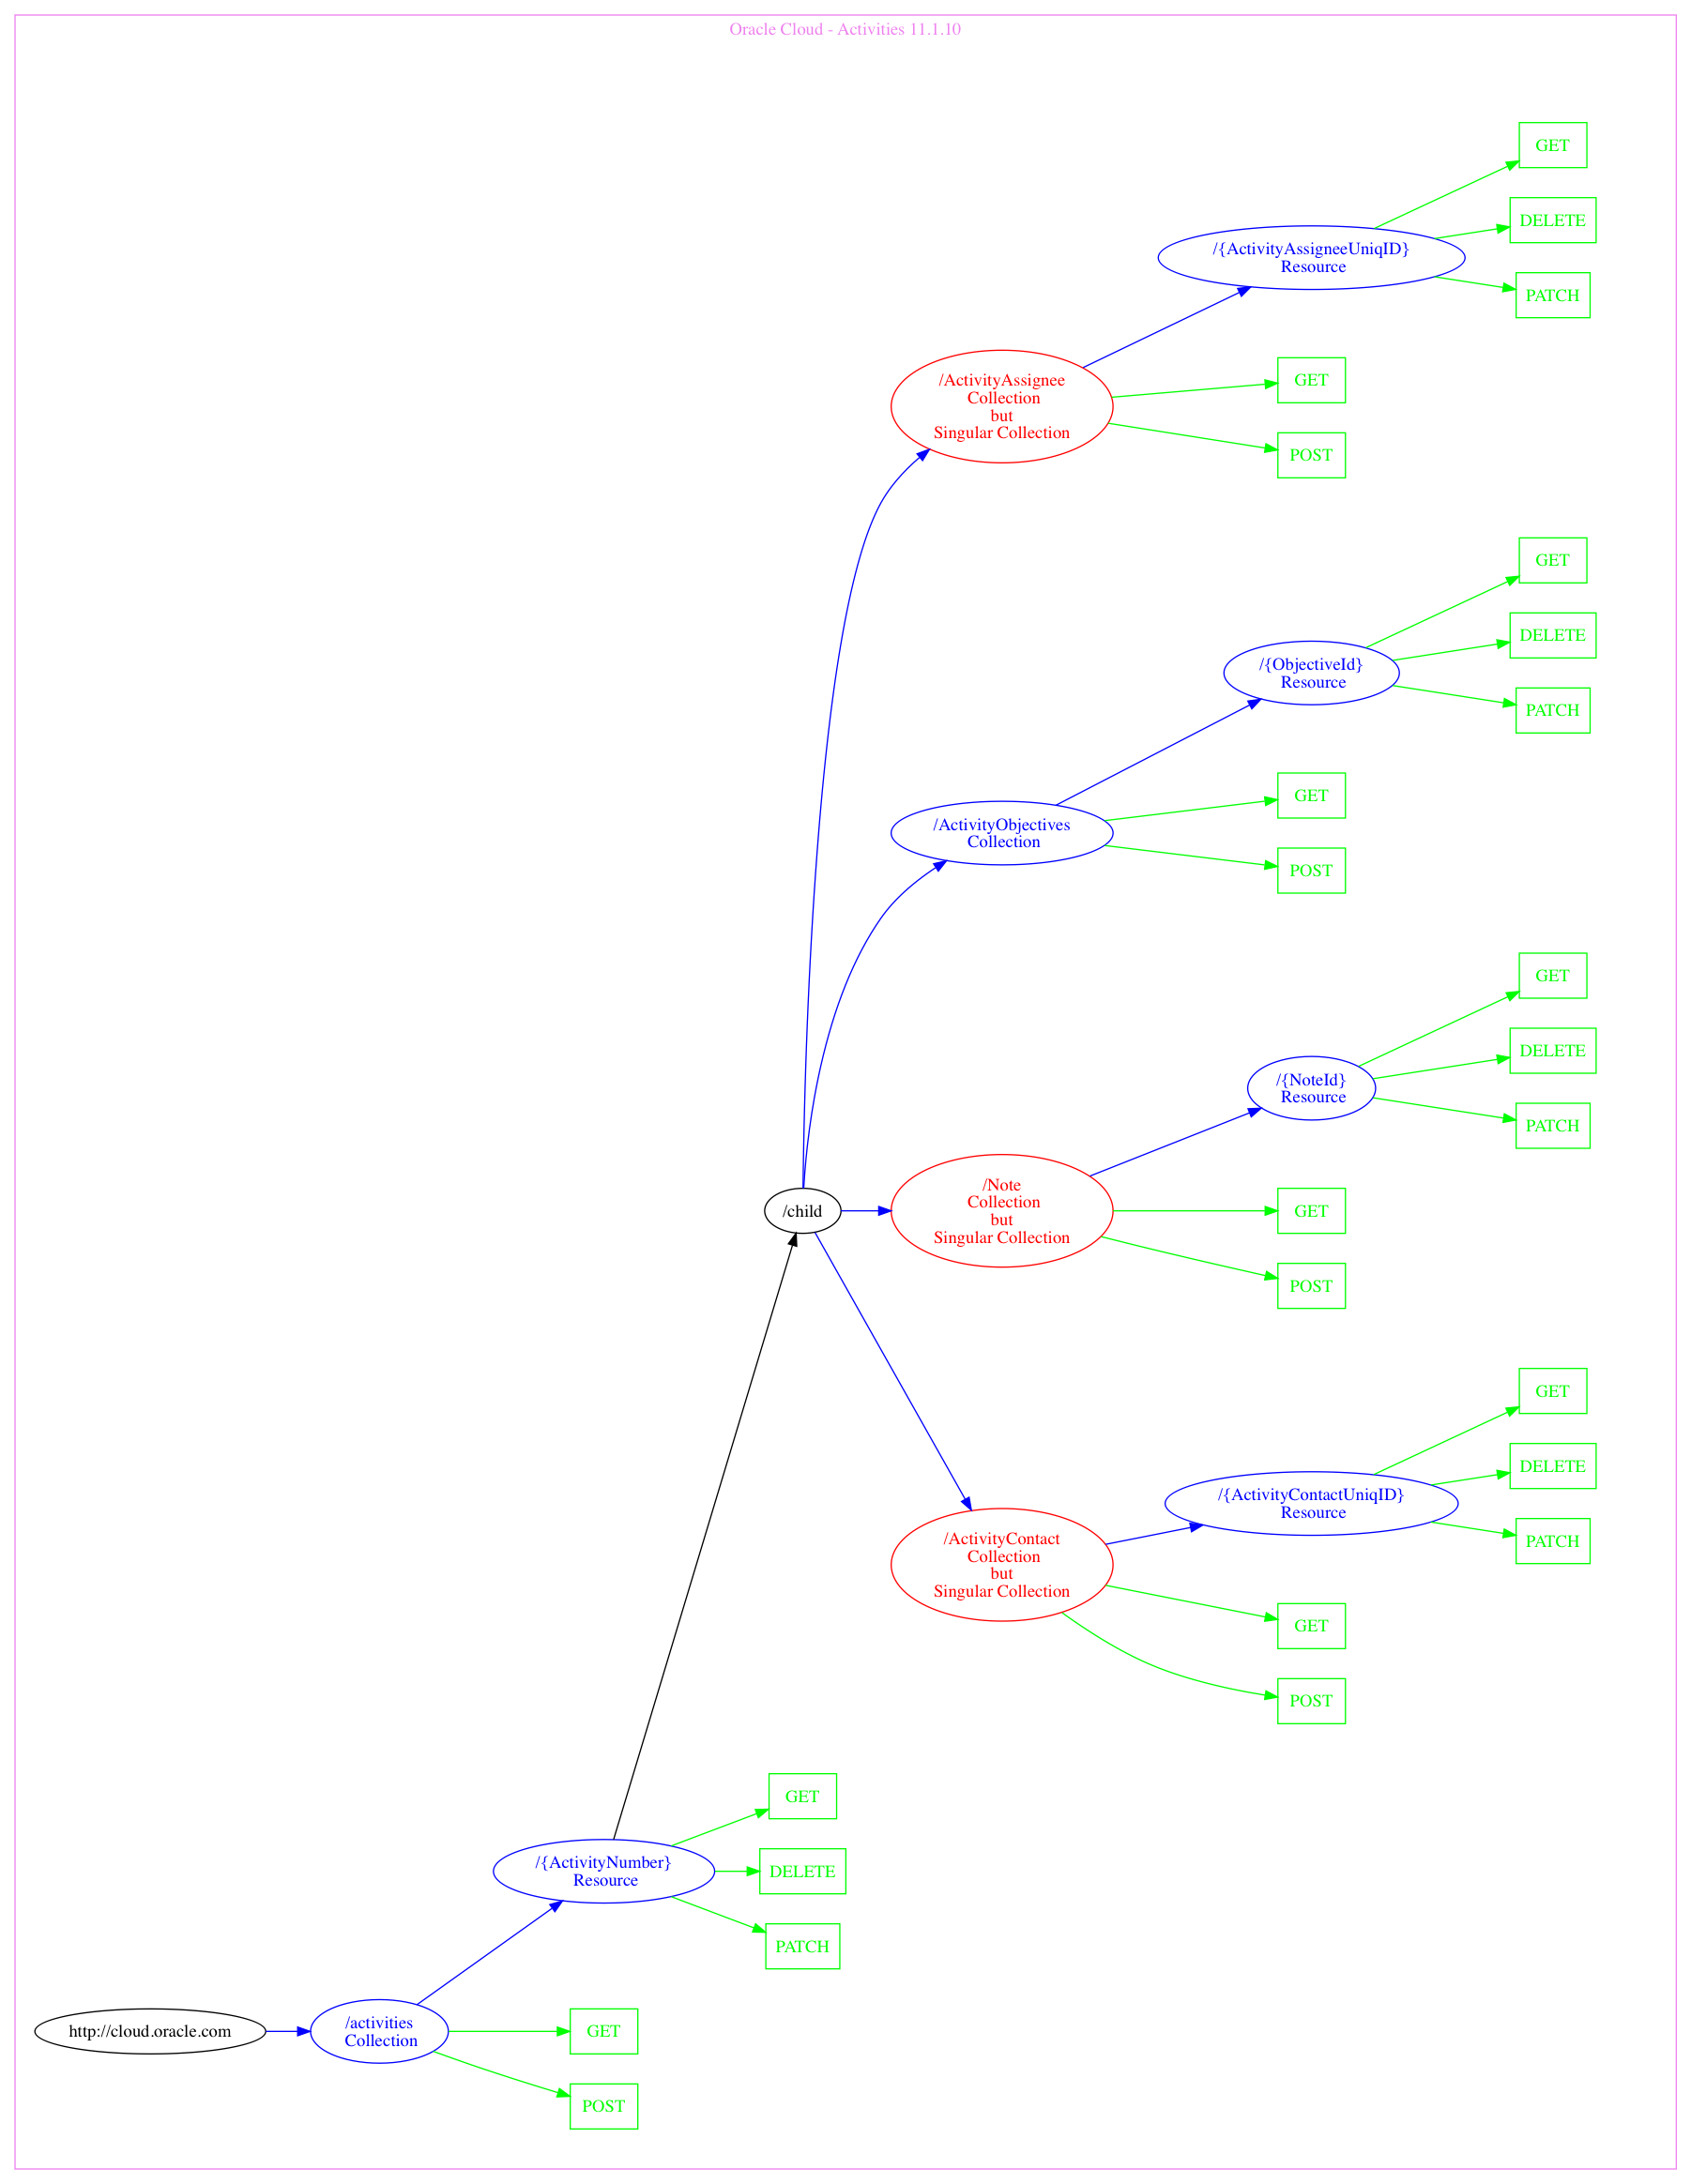 Oracle Cloud - Activities 11.1.10
GET
DELETE
/{ActivityAssigneeUniqID}
Resource
PATCH
/ActivityAssignee
Collection
but
Singular Collection
GET
POST
GET
DELETE
/{ObjectiveId}
Resource
PATCH
GET
/ActivityObjectives
Collection
POST
GET
DELETE
/{NoteId}
Resource
PATCH
/child
/Note
Collection
but
Singular Collection
GET
POST
GET
DELETE
/{ActivityContactUniqID}
Resource
PATCH
/ActivityContact
Collection
but
Singular Collection
GET
POST
GET
/{ActivityNumber}
Resource
DELETE
PATCH
http://cloud.oracle.com
/activities
Collection
GET
POST